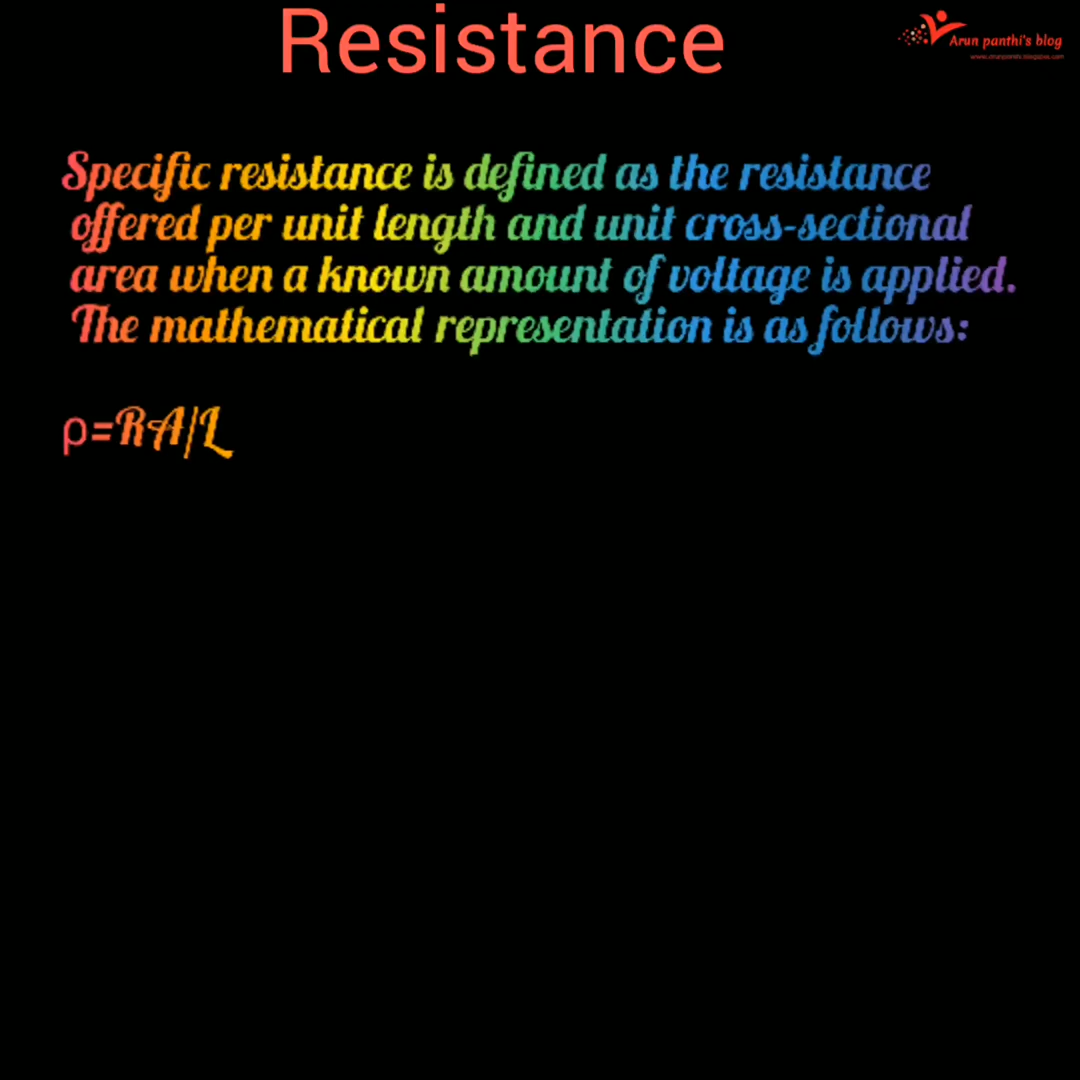 Resistance
Arun panthi's blog
Specific resistance is defined as the resistance
offered per unit length and unit cross-sectional
area when a known amount of voltage is applied.
The mathematical representation is as follows:
ρ=RA/L